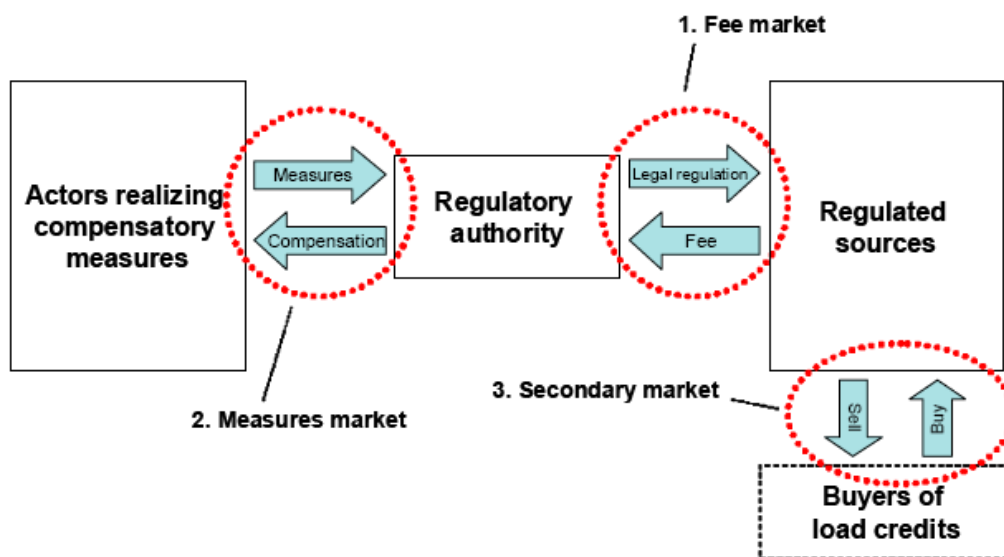 1. Fee market
Actors realizing
compensatory
measures
Measures
Compensation
Regulatory
authority
Legal regulation
Fee
Regulated
sources
2. Measures market
3. Secondary market
Sell
Buy
Buyers of
load credits